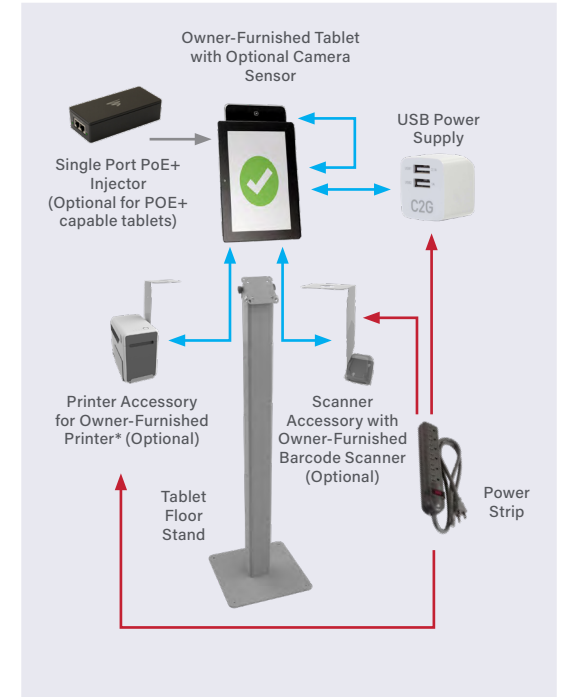 Owner-Furnished Tablet
with Optional Camera
Sensor
USB Power
Supply
Single Port PoE+
Injector
(Optional for POE+
capable tablets)
C2G
Printer Accessory
for Owner-Furnished
Printer* (Optional)
Scanner
Accessory with
Owner-Furnished
Barcode Scanner
(Optional)
Tablet
Floor
Stand
Power
Strip